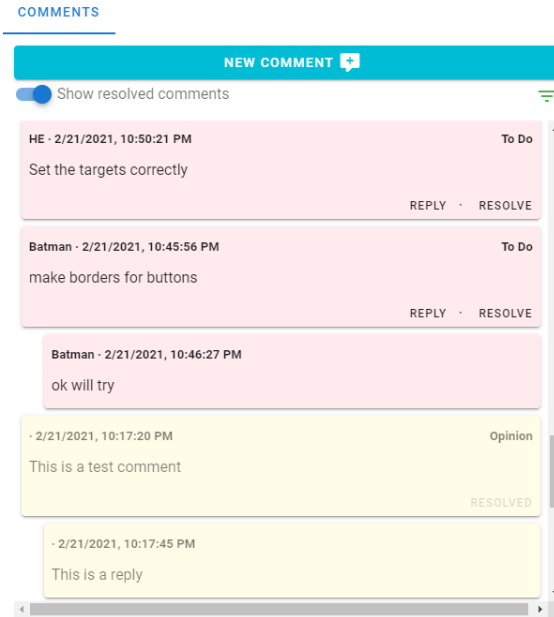 COMMENTS
NEW COMMENT
Show resolved comments
HE · 2/21/2021, 10:50:21 PM To Do
Set the targets correctly
REPLY · RESOLVE
Batman · 2/21/2021, 10:45:56 PM To Do
make borders for buttons
REPLY · RESOLVE
Batman · 2/21/2021, 10:46:27 PM
ok will try
· 2/21/2021, 10:17:20 PM Opinion
This is a test comment
RESOLVED
· 2/21/2021, 10:17:45 PM
This is a reply